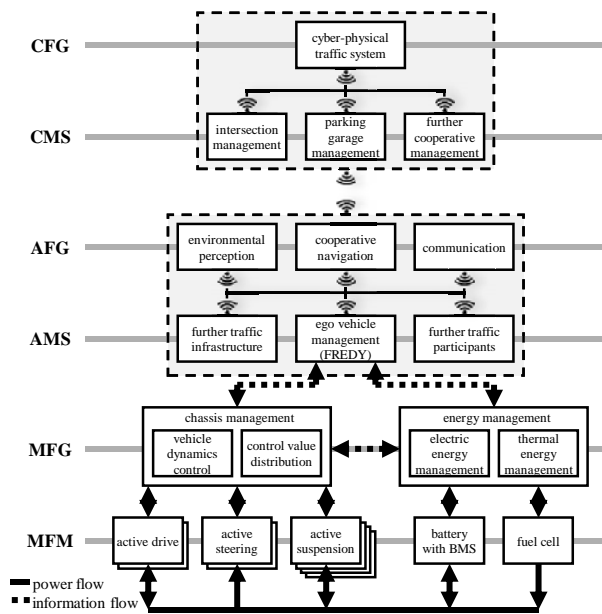 CFG
cyber-physical
traffic system
CMS
intersection
management
parking
garage
management
further
cooperative
management
AFG
environmental
perception
cooperative
navigation
communication
AMS
further traffic
infrastructure
ego vehicle
management
(FREDY)
further traffic
participants
MFG
chassis management
vehicle
dynamics
control
control value
distribution
energy management
electric
energy
management
thermal
energy
management
MFM
active drive
active
steering
active
suspension
battery
with BMS
fuel cell
power flow
information flow